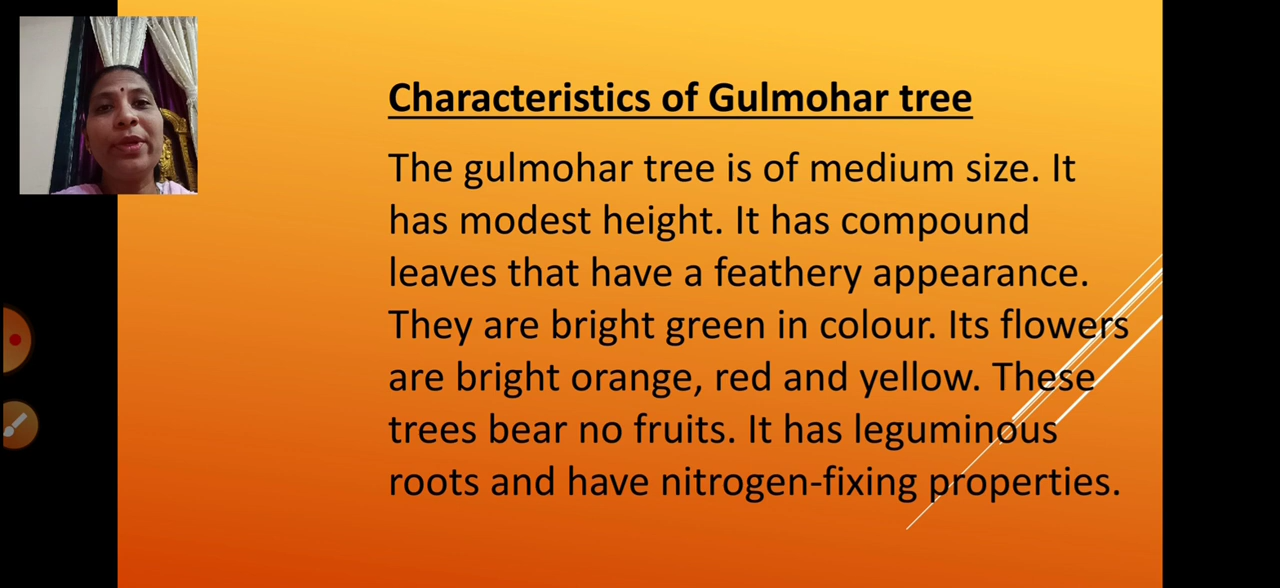 Characteristics of Gulmohar tree
The gulmohar tree is of medium size. It
has modest height. It has compound
leaves that have a feathery appearance.
They are bright green in colour. Its flowers
are bright orange, red and yellow. These
trees bear no fruits. It has leguminous
roots and have nitrogen-fixing properties.